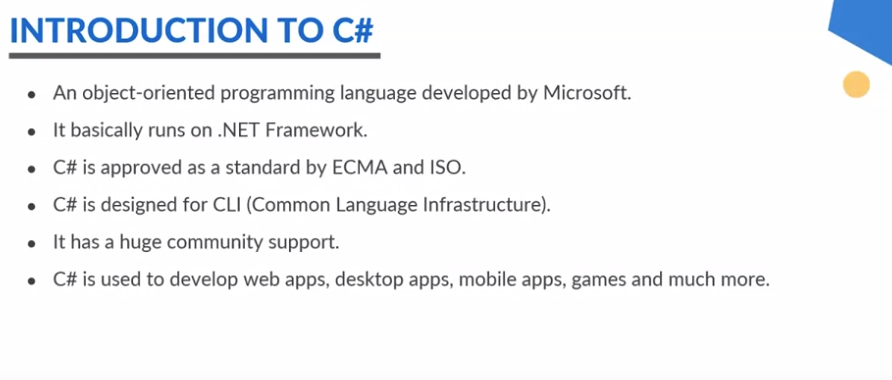 INTRODUCTION TO C#
• An object-oriented programming language developed by Microsoft.
• It basically runs on .NET Framework.
• C# is approved as a standard by ECMA and ISO.
• C# is designed for CLI (Common Language Infrastructure).
• It has a huge community support.
• C# is used to develop web apps, desktop apps, mobile apps, games and much more.